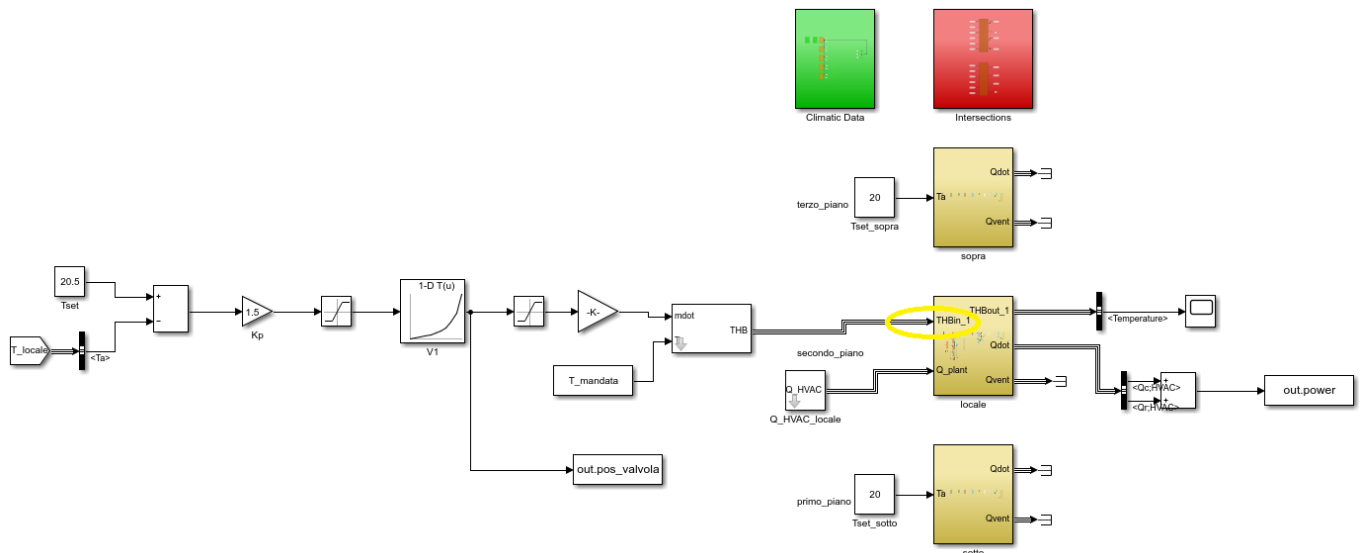 Climatic Data
Intersections
terzo_piano
20
Tset_sopra
Ta
Qdot
Qvent
sopra
20.5
Tset
T_locale
<Ta>
+
−
1.5
Kp
1-D T(u)
V1
-K-
T_mandata
mdot
T
THB
out.pos_valvola
secondo_piano
Q_HVAC
Q_HVAC_locale
THBin_1
Q_plant
THBout_1
Qdot
Qvent
locale
<Temperature>
<Qc,HVAC>
<Qr,HVAC>
+
+
out.power
primo_piano
20
Tset_sotto
Ta
Qdot
Qvent
sotto